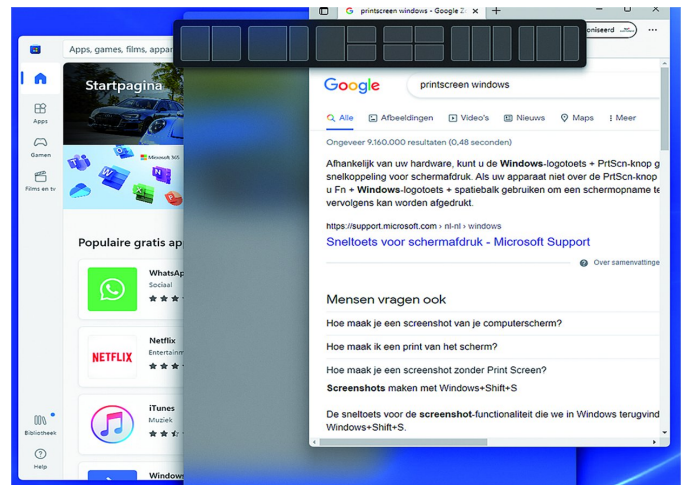 printscreen windows - Google Z
oniseerd
Apps, games, films, appar
Startpagina
Apps
Gamen
Films en tv
Microsoft 365
Populaire gratis ap
WhatsAp
Sociaal
NETFLIX
Netflix
Entertainm
iTunes
Muziek
Windows
Bibliotheek
Help
Google
printscreen windows
Alle
Afbeeldingen
Video's
Nieuws
Maps
Meer
Ongeveer 9.160.000 resultaten (0,48 seconden)
Afhankelijk van uw hardware, kunt u de Windows-logotoets + PrtScn-knop g
snelkoppeling voor schermafdruk. Als uw apparaat niet over de PrtScn-knop
u Fn + Windows-logotoets + spatiebalk gebruiken om een schermopname te
vervolgens kan worden afgedrukt.
https://support.microsoft.com › nl-nl › windows
Sneltoets voor schermafdruk - Microsoft Support
Over samenvattinge
Mensen vragen ook
Hoe maak je een screenshot van je computerscherm?
Hoe maak ik een print van het scherm?
Hoe maak je een screenshot zonder Print Screen?
Screenshots maken met Windows+Shift+S
De sneltoets voor de screenshot-functionaliteit die we in Windows terugvind
Windows+Shift+S.